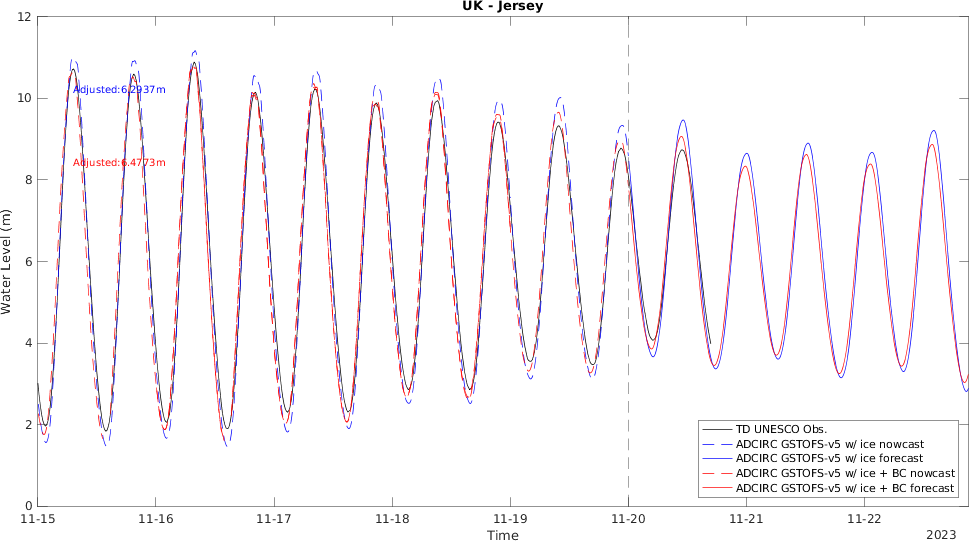 UK - Jersey
12
10
8
6
4
2
0
Water Level (m)
Adjusted:6.2937m
Adjusted:6.4773m
TD UNESCO Obs.
ADCIRC GSTOFS-v5 w/ ice nowcast
ADCIRC GSTOFS-v5 w/ ice forecast
ADCIRC GSTOFS-v5 w/ ice + BC nowcast
ADCIRC GSTOFS-v5 w/ ice + BC forecast
11-15
11-16
11-17
11-18
11-19
11-20
11-21
11-22
Time
2023